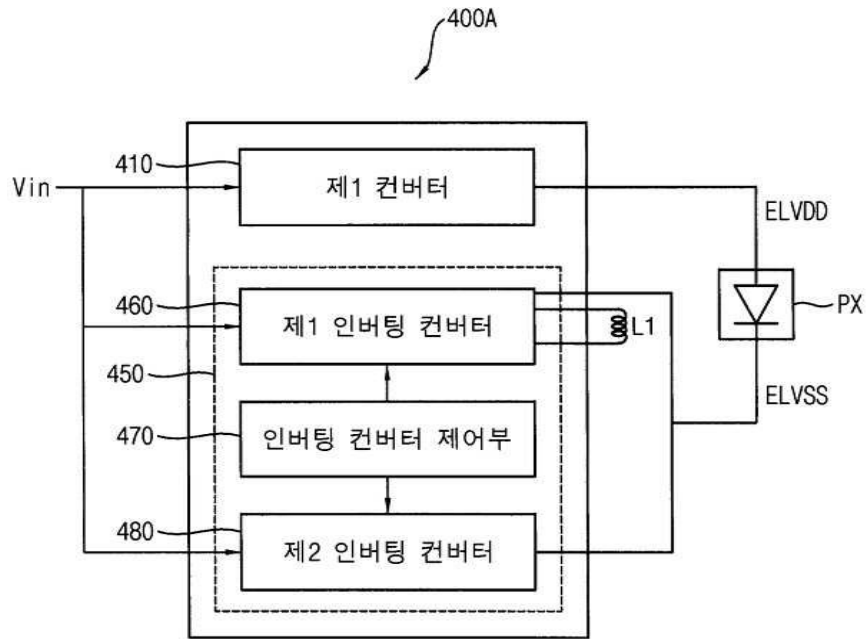 400A
410
Vin
제1 컨버터
ELVDD
460
제1 인버팅 컨버터
L1
PX
450
ELVSS
470
인버팅 컨버터 제어부
480
제2 인버팅 컨버터